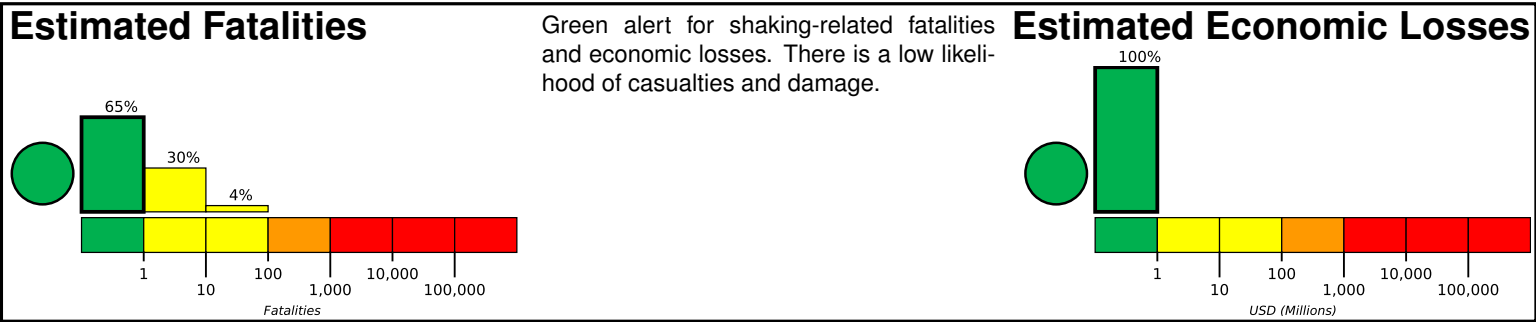 Estimated Fatalities
65%
30%
4%
1
10
100
1,000
10,000
100,000
Fatalities
Green alert for shaking-related fatalities
and economic losses. There is a low likeli-
hood of casualties and damage.
Estimated Economic Losses
100%
1
10
100
1,000
10,000
100,000
USD (Millions)